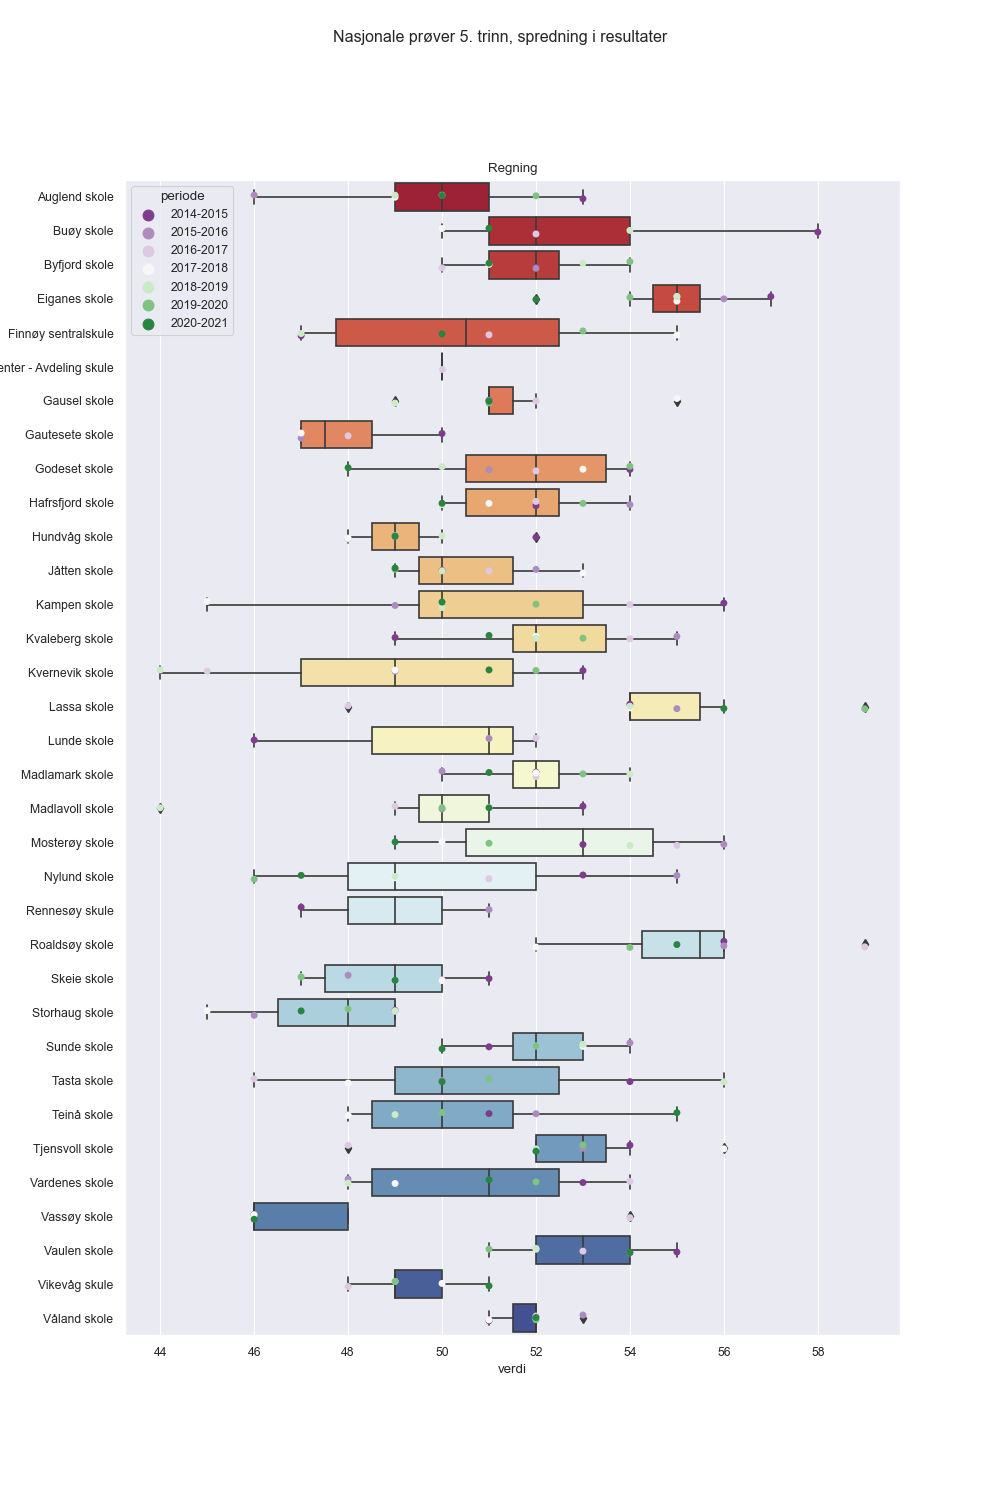 Nasjonale prøver 5. trinn, spredning i resultater
Regning
periode
2014-2015
2015-2016
2016-2017
2017-2018
2018-2019
2019-2020
2020-2021
Auglend skole
Buøy skole
Byfjord skole
Eiganes skole
Finnøy sentralskule
- Avdeling skule
Gausel skole
Gautesete skole
Godeset skole
Hafrsfjord skole
Hundvåg skole
Jåtten skole
Kampen skole
Kvaleberg skole
Kvernevik skole
Lassa skole
Lunde skole
Madlamark skole
Madlavoll skole
Mosterøy skole
Nylund skole
Rennesøy skule
Roaldsøy skole
Skeie skole
Storhaug skole
Sunde skole
Tasta skole
Teinå skole
Tjensvoll skole
Vardenes skole
Vassøy skole
Vaulen skole
Vikevåg skule
Våland skole
44 46 48 50 52 54 56 58
verdi